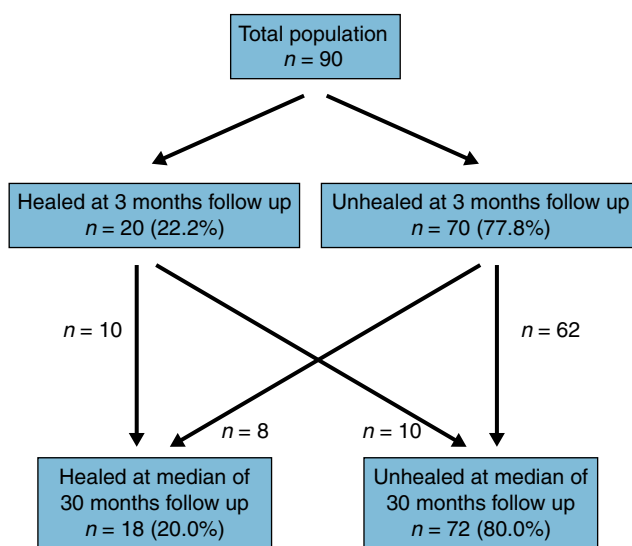 Total population
n = 90
Healed at 3 months follow up
n = 20 (22.2%)
Unhealed at 3 months follow up
n = 70 (77.8%)
n = 10
n = 62
n = 8
n = 10
Healed at median of
30 months follow up
n = 18 (20.0%)
Unhealed at median of
30 months follow up
n = 72 (80.0%)